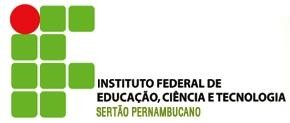 INSTITUTO FEDERAL DE
EDUCAÇÃO, CIÊNCIA E TECNOLOGIA
SERTÃO PERNAMBUCANO